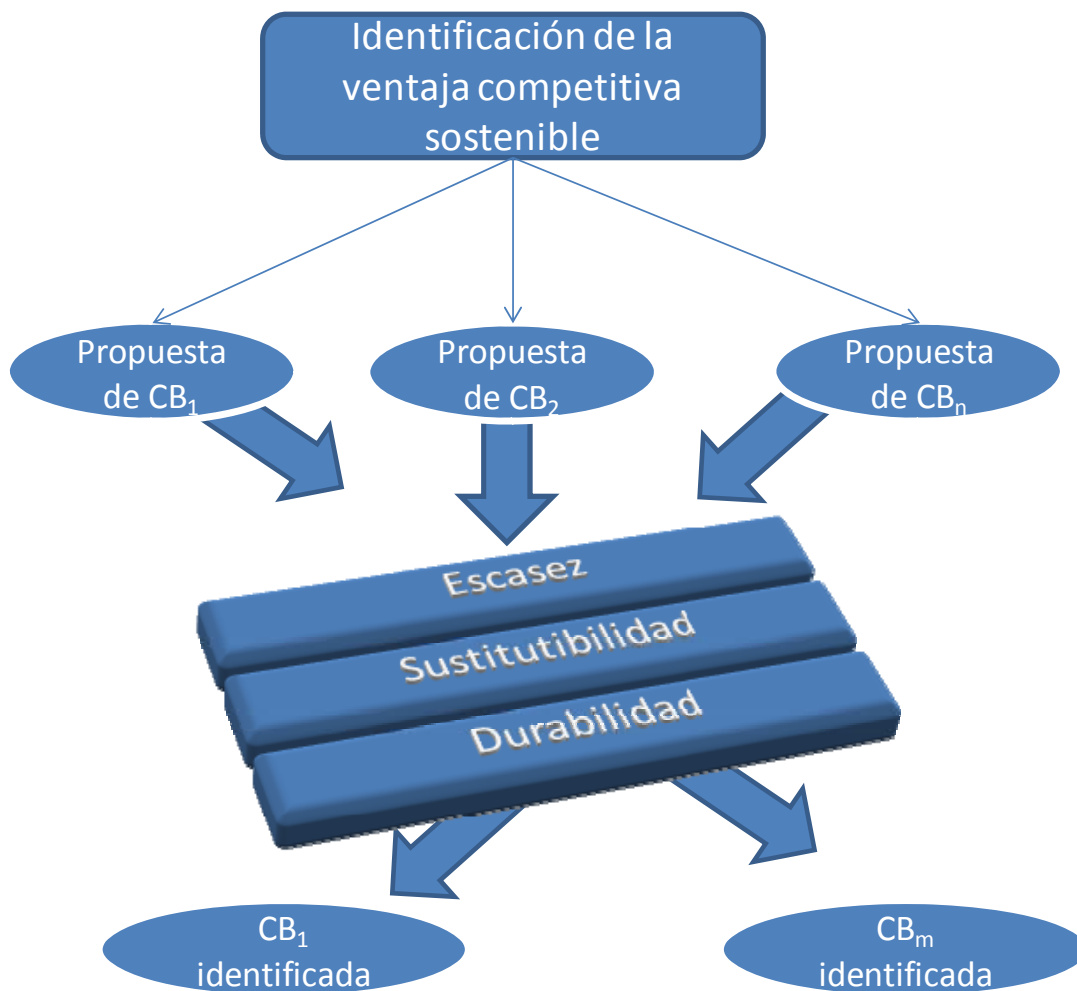 Identificación de la
ventaja competitiva
sostenible
Propuesta
de CB₁
Propuesta
de CB₂
Propuesta
de CBₙ
Escasez
Sustitutibilidad
Durabilidad
CB₁
identificada
CBₘ
identificada